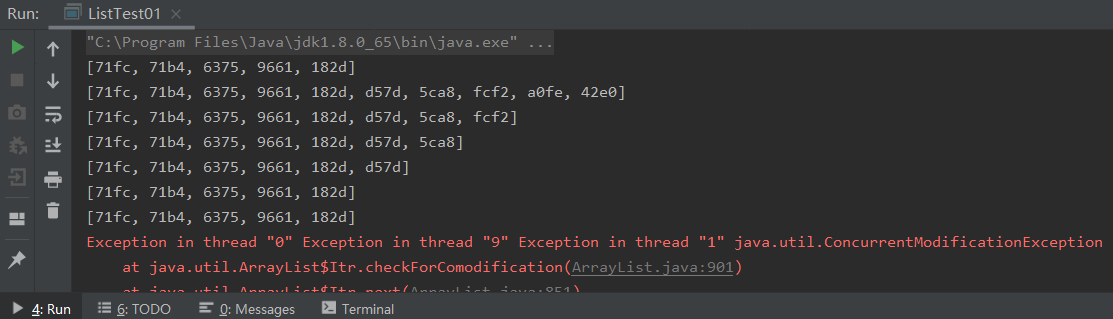 Run: ListTest01
"C:\Program Files\Java\jdk1.8.0_65\bin\java.exe" ...
[71fc, 71b4, 6375, 9661, 182d]
[71fc, 71b4, 6375, 9661, 182d, d57d, 5ca8, fcf2, a0fe, 42e0]
[71fc, 71b4, 6375, 9661, 182d, d57d, 5ca8, fcf2]
[71fc, 71b4, 6375, 9661, 182d, d57d, 5ca8]
[71fc, 71b4, 6375, 9661, 182d, d57d]
[71fc, 71b4, 6375, 9661, 182d]
[71fc, 71b4, 6375, 9661, 182d]
Exception in thread "0" Exception in thread "9" Exception in thread "1" java.util.ConcurrentModificationException
at java.util.ArrayList$Itr.checkForComodification(ArrayList.java:901)
at java.util.ArrayList$Itr.next(ArrayList.java:851)
4: Run 6: TODO 0: Messages Terminal